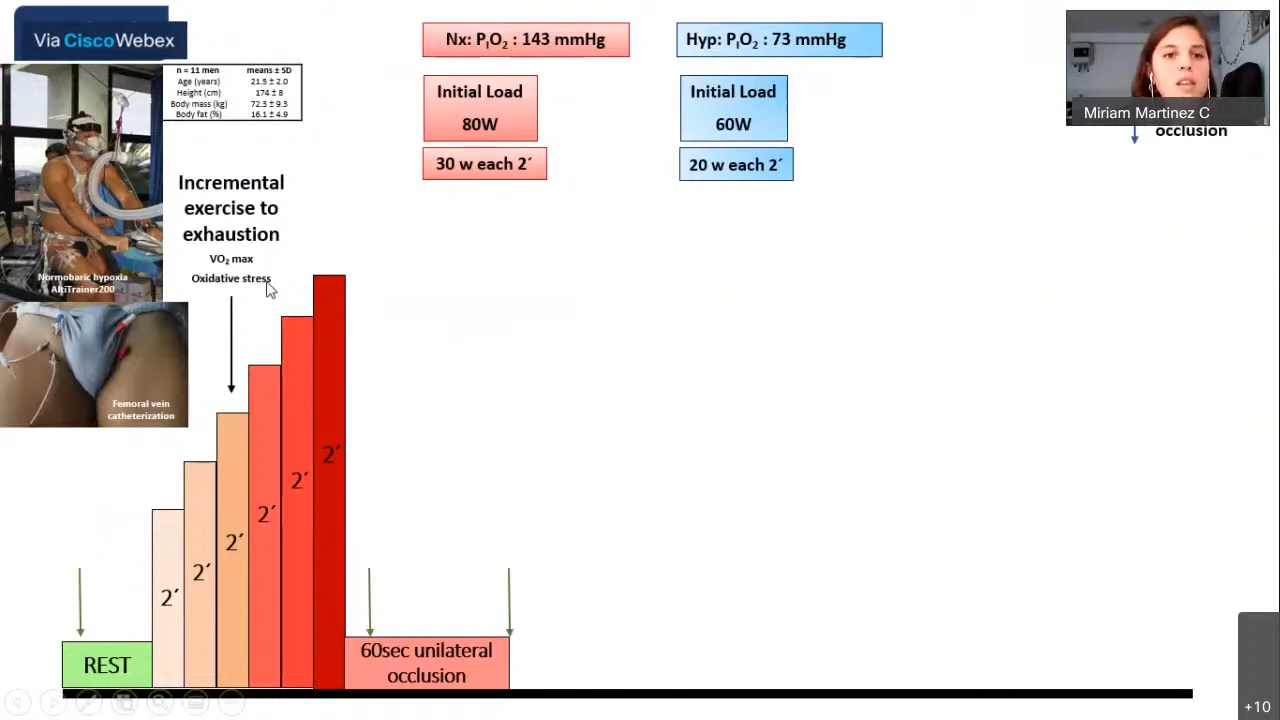 Via Cisco Webex
n = 11 men means ± SD
Age (years) 21.5 ± 2.0
Height (cm) 174 ± 8
Body mass (kg) 72.3 ± 9.3
Body fat (%) 16.1 ± 4.9
Normobaric hypoxia
AltiTrainer200
Femoral vein
catheterization
Incremental
exercise to
exhaustion
VO₂ max
Oxidative stress
Nx: PIO₂ : 143 mmHg
Initial Load
80W
30 w each 2´
Hyp: PIO₂ : 73 mmHg
Initial Load
60W
20 w each 2´
Miriam Martinez C
occlusion
2´
2´
2´
2´
2´
2´
REST
60sec unilateral
occlusion
+10